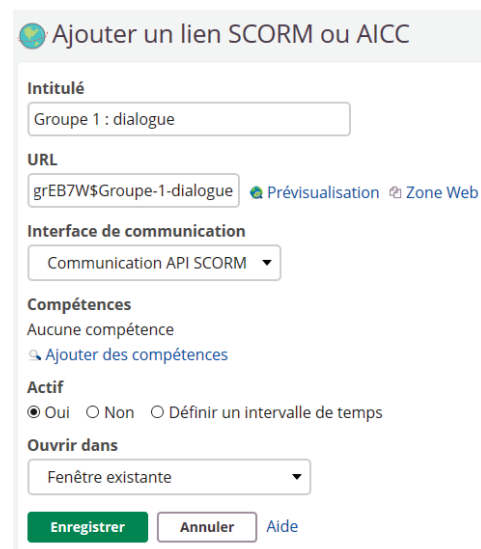 Ajouter un lien SCORM ou AICC
Intitulé
Groupe 1 : dialogue
URL
grEB7W$Groupe-1-dialogue Prévisualisation Zone Web
Interface de communication
Communication API SCORM
Compétences
Aucune compétence
Ajouter des compétences
Actif
Oui Non Définir un intervalle de temps
Ouvrir dans
Fenêtre existante
Enregistrer Annuler Aide